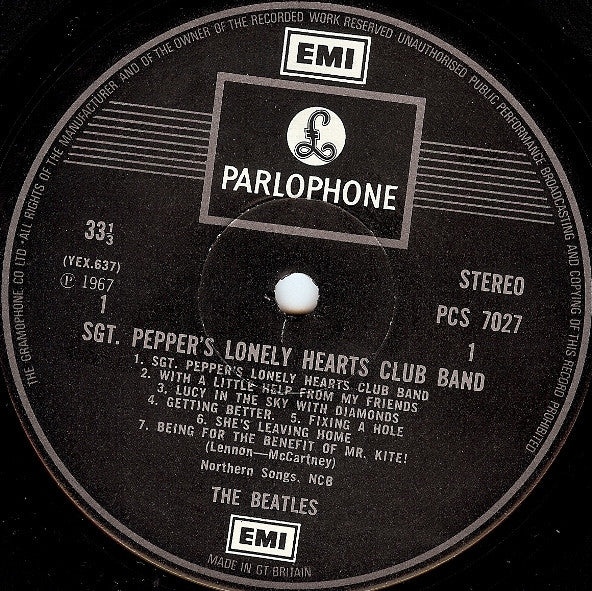 THE GRAMOPHONE CO LTD · ALL RIGHTS OF THE MANUFACTURER AND OF THE OWNER OF THE RECORDED WORK RESERVED · UNAUTHORISED PUBLIC PERFORMANCE BROADCASTING AND COPYING OF THIS RECORD PROHIBITED
EMI
£
PARLOPHONE
33⅓
(YEX.637)
℗ 1967
1
STEREO
PCS 7027
1
SGT. PEPPER'S LONELY HEARTS CLUB BAND
1. SGT. PEPPER'S LONELY HEARTS CLUB BAND
2. WITH A LITTLE HELP FROM MY FRIENDS
3. LUCY IN THE SKY WITH DIAMONDS
4. GETTING BETTER. 5. FIXING A HOLE
6. SHE'S LEAVING HOME
7. BEING FOR THE BENEFIT OF MR. KITE!
(Lennon—McCartney)
Northern Songs. NCB
THE BEATLES
EMI
MADE IN GT BRITAIN